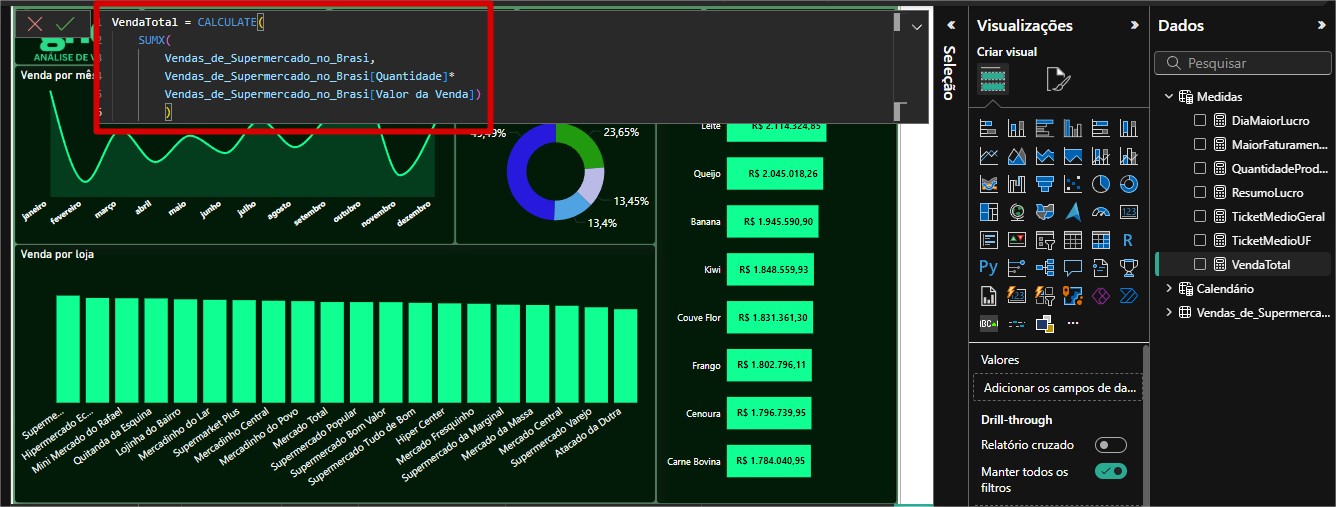 VendaTotal = CALCULATE(
SUMX(
Vendas_de_Supermercado_no_Brasi,
Vendas_de_Supermercado_no_Brasi[Quantidade]*
Vendas_de_Supermercado_no_Brasi[Valor da Venda])
)
ANÁLISE DE V
Venda por mês
janeiro
fevereiro
março
abril
maio
junho
julho
agosto
setembro
outubro
novembro
dezembro
23,65%
13,45%
13,4%
Venda por loja
Superme...
Hipermercado Ec...
Mini Mercado do Rafael
Quitanda da Esquina
Lojinha do Bairro
Mercadinho do Lar
Supermarket Plus
Mercadinho Central
Mercadinho do Povo
Mercado Total
Supermercado Popular
Supermercado Bom Valor
Supermercado Tudo de Bom
Hiper Center
Mercado Fresquinho
Supermercado da Marginal
Mercado da Massa
Mercado Central
Supermercado Varejo
Atacado da Dutra
Leite R$ 2.114.324,85
Queijo R$ 2.045.018,26
Banana R$ 1.945.590,90
Kiwi R$ 1.848.559,93
Couve Flor R$ 1.831.361,30
Frango R$ 1.802.796,11
Cenoura R$ 1.796.739,95
Carne Bovina R$ 1.784.040,95
Seleção
Visualizações
Criar visual
123
R
Py
123
ABC
...
Valores
Adicionar os campos de da...
Drill-through
Relatório cruzado
Manter todos os
filtros
Dados
Pesquisar
Medidas
DiaMaiorLucro
MaiorFaturamen...
QuantidadeProd...
ResumoLucro
TicketMedioGeral
TicketMedioUF
VendaTotal
Calendário
Vendas_de_Supermerca...